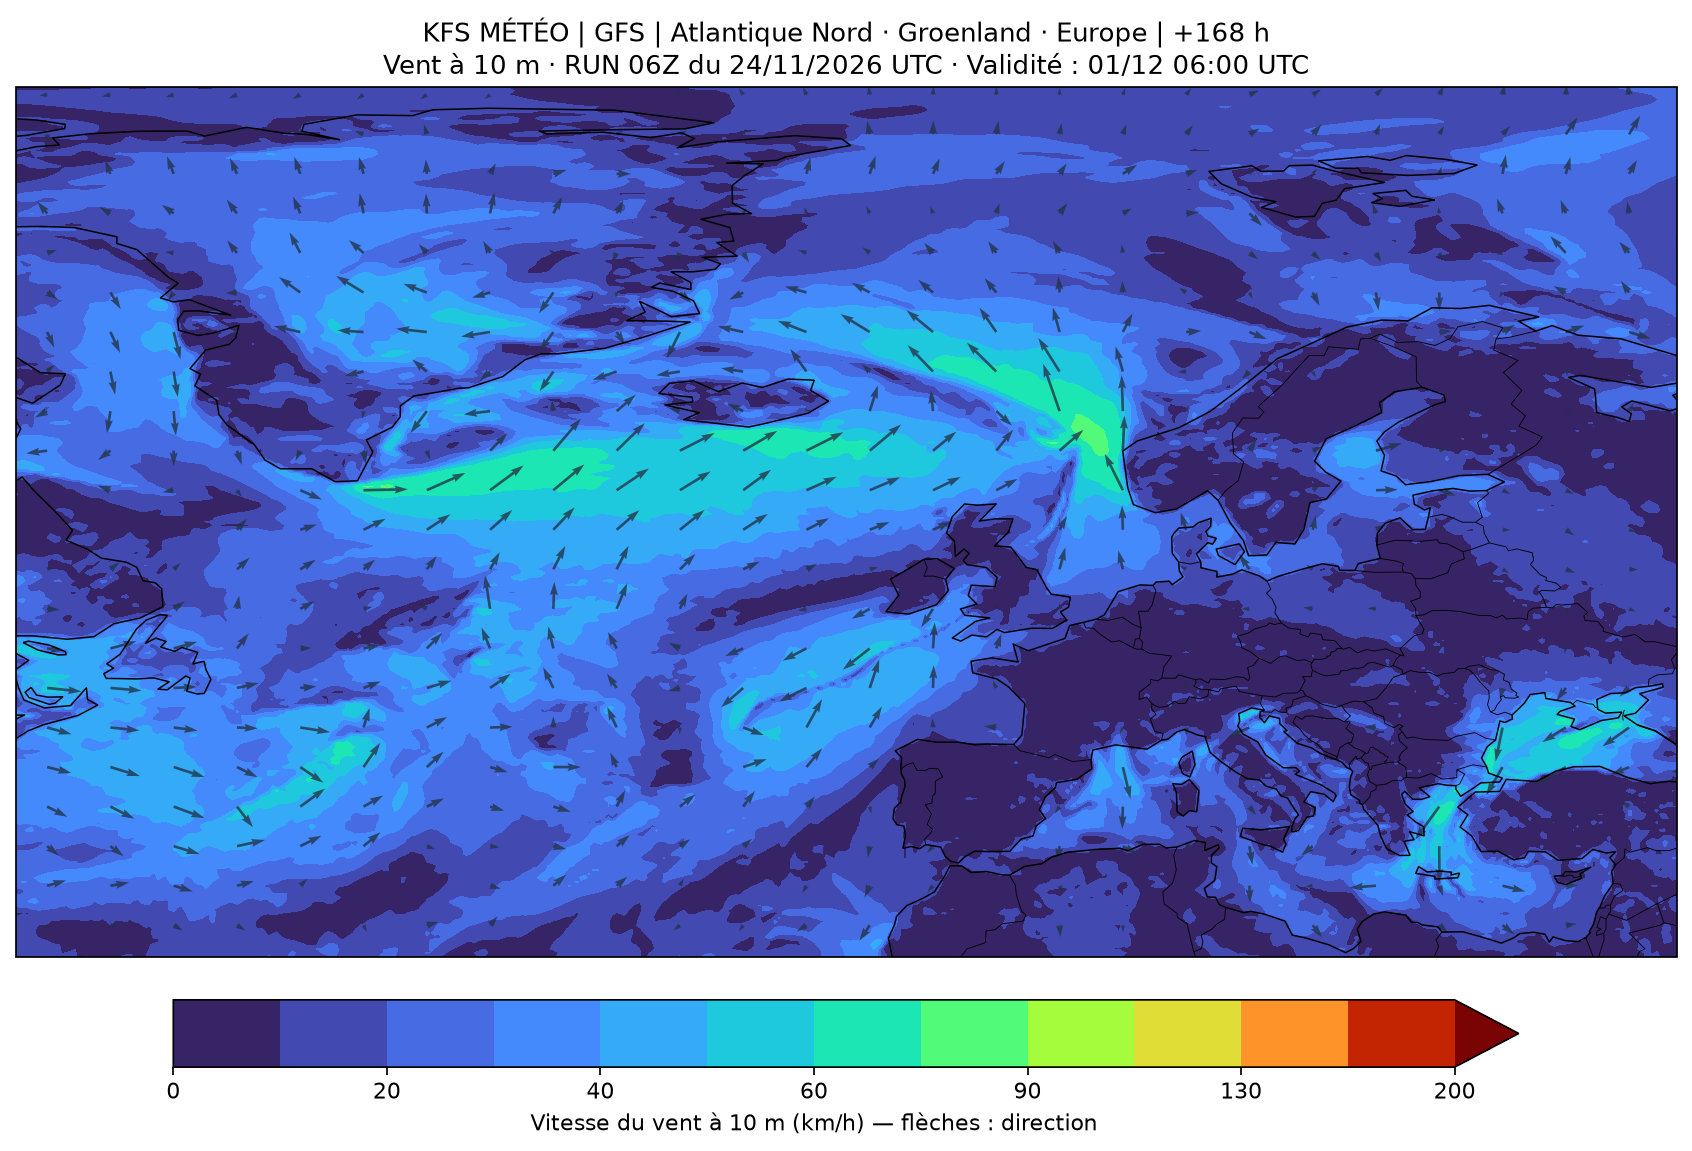 KFS MÉTÉO | GFS | Atlantique Nord · Groenland · Europe | +168 h
Vent à 10 m · RUN 06Z du 24/11/2026 UTC · Validité : 01/12 06:00 UTC
0 20 40 60 90 130 200
Vitesse du vent à 10 m (km/h) — flèches : direction